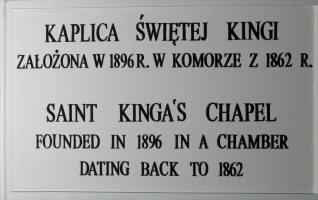 KAPLICA ŚWIĘTEJ KINGI
ZAŁOŻONA W 1896 R. W KOMORZE Z 1862 R.
SAINT KINGA'S CHAPEL
FOUNDED IN 1896 IN A CHAMBER
DATING BACK TO 1862